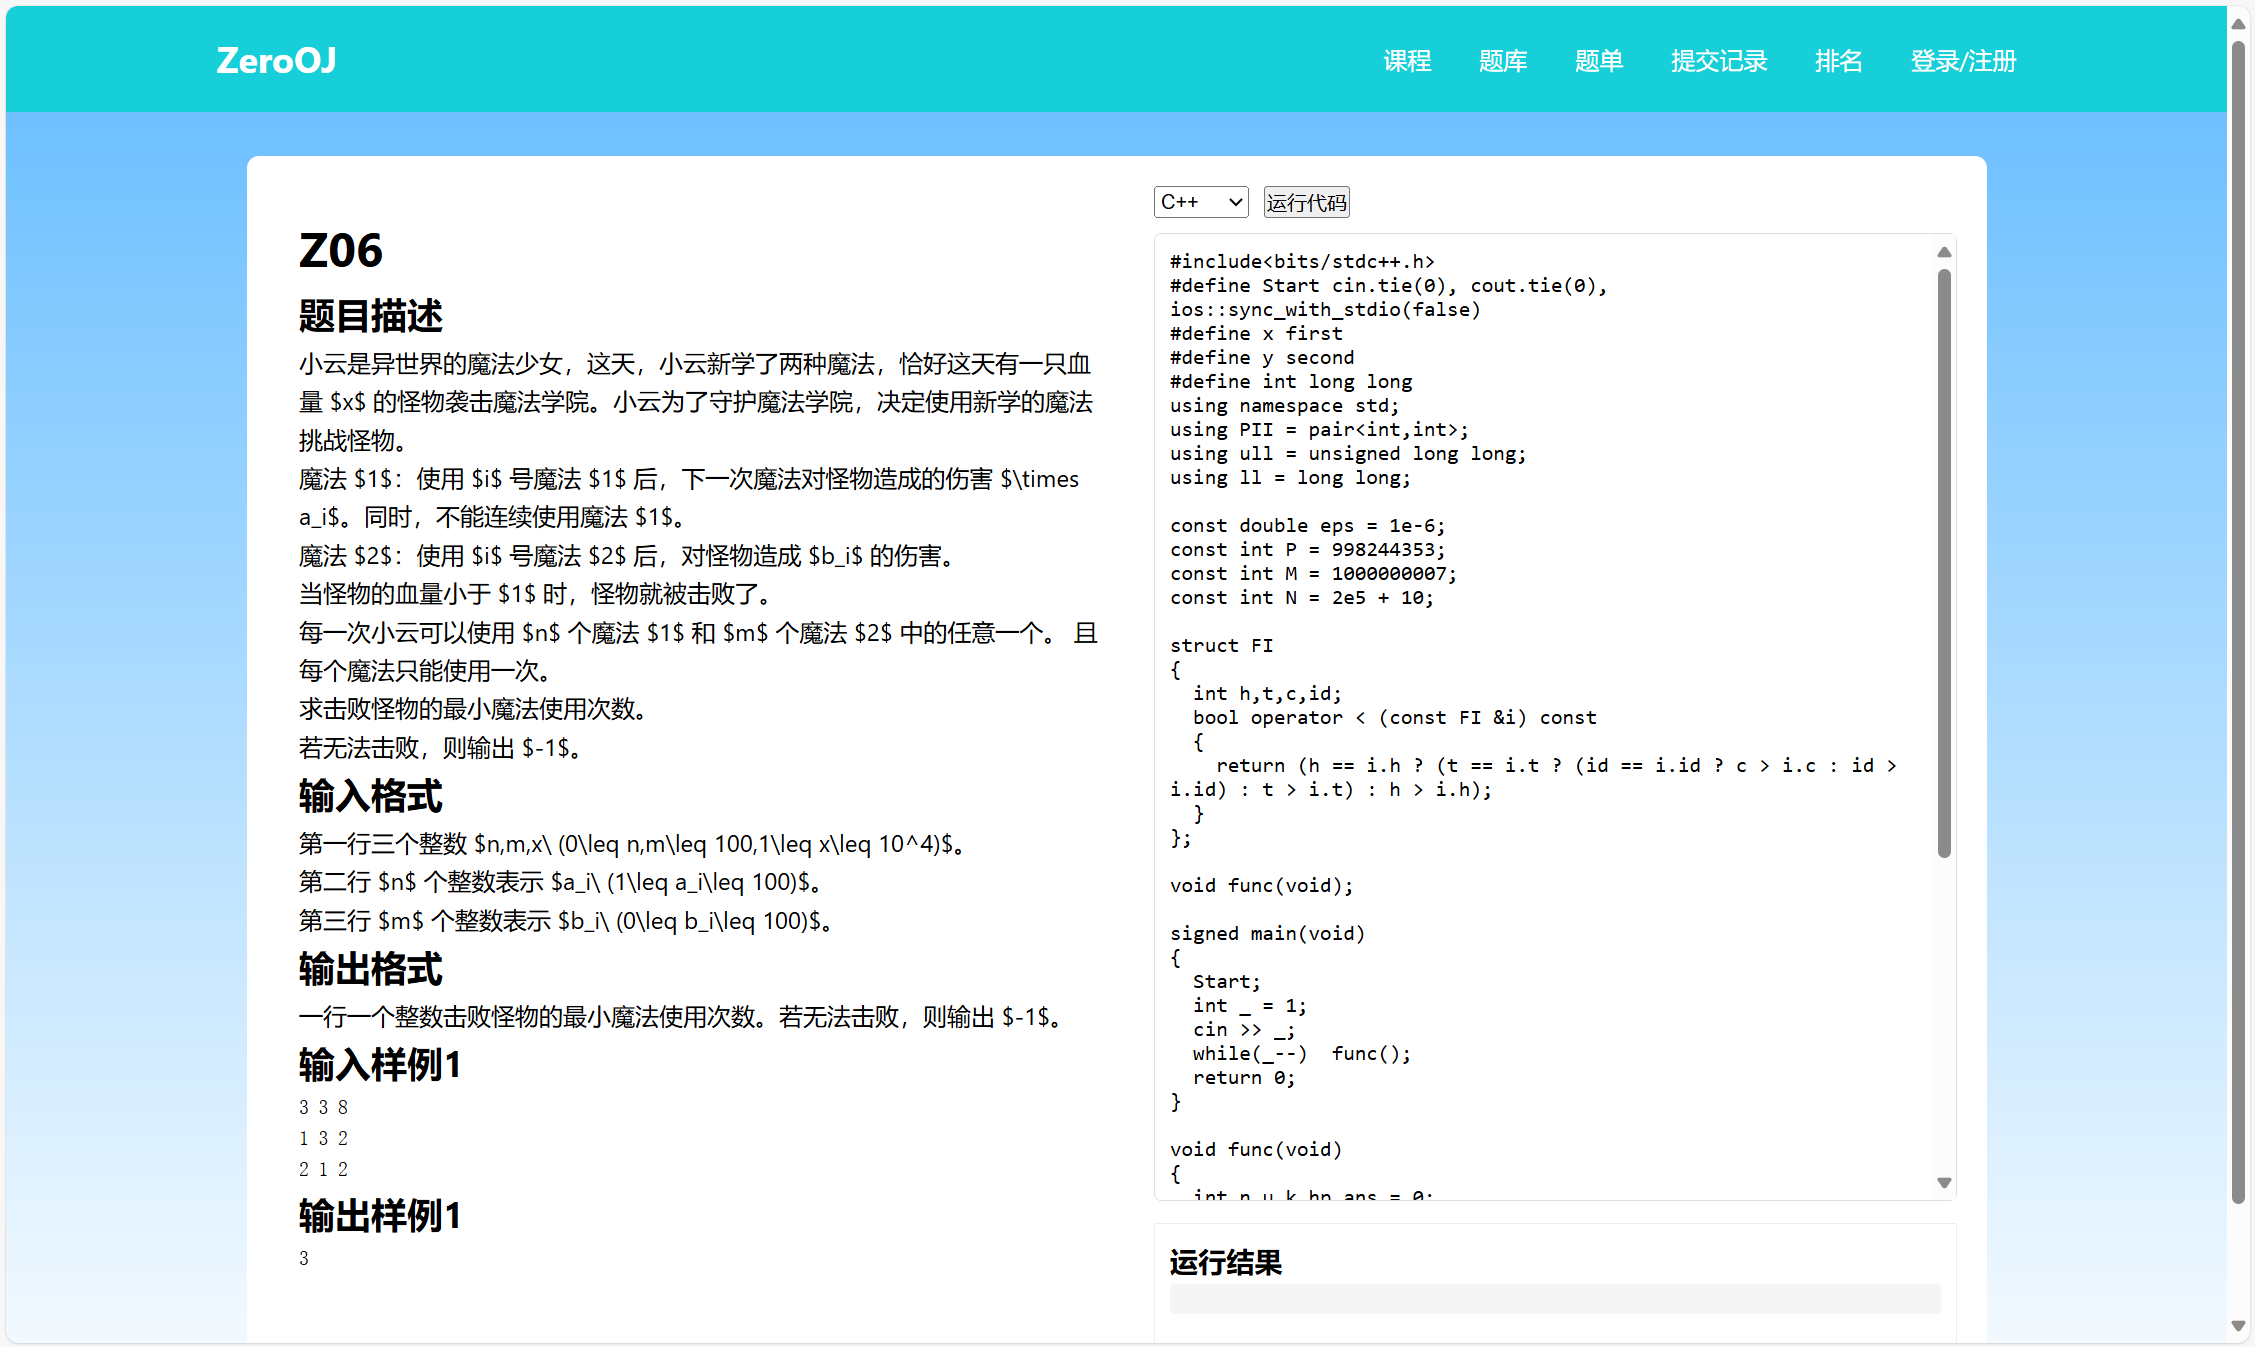 ZeroOJ
课程 题库 题单 提交记录 排名 登录/注册
Z06
题目描述
小云是异世界的魔法少女，这天，小云新学了两种魔法，恰好这天有一只血
量 $x$ 的怪物袭击魔法学院。小云为了守护魔法学院，决定使用新学的魔法
挑战怪物。
魔法 $1$：使用 $i$ 号魔法 $1$ 后，下一次魔法对怪物造成的伤害 $\times
a_i$。同时，不能连续使用魔法 $1$。
魔法 $2$：使用 $i$ 号魔法 $2$ 后，对怪物造成 $b_i$ 的伤害。
当怪物的血量小于 $1$ 时，怪物就被击败了。
每一次小云可以使用 $n$ 个魔法 $1$ 和 $m$ 个魔法 $2$ 中的任意一个。 且
每个魔法只能使用一次。
求击败怪物的最小魔法使用次数。
若无法击败，则输出 $-1$。
输入格式
第一行三个整数 $n,m,x\ (0\leq n,m\leq 100,1\leq x\leq 10^4)$。
第二行 $n$ 个整数表示 $a_i\ (1\leq a_i\leq 100)$。
第三行 $m$ 个整数表示 $b_i\ (0\leq b_i\leq 100)$。
输出格式
一行一个整数击败怪物的最小魔法使用次数。若无法击败，则输出 $-1$。
输入样例1
3 3 8
1 3 2
2 1 2
输出样例1
3
C++ 运行代码
#include<bits/stdc++.h>
#define Start cin.tie(0), cout.tie(0),
ios::sync_with_stdio(false)
#define x first
#define y second
#define int long long
using namespace std;
using PII = pair<int,int>;
using ull = unsigned long long;
using ll = long long;
const double eps = 1e-6;
const int P = 998244353;
const int M = 1000000007;
const int N = 2e5 + 10;
struct FI
{
  int h,t,c,id;
  bool operator < (const FI &i) const
  {
    return (h == i.h ? (t == i.t ? (id == i.id ? c > i.c : id >
i.id) : t > i.t) : h > i.h);
  }
};
void func(void);
signed main(void)
{
  Start;
  int _ = 1;
  cin >> _;
  while(_--)  func();
  return 0;
}
void func(void)
{
  int n,u,k,hp,ans = 0;
运行结果